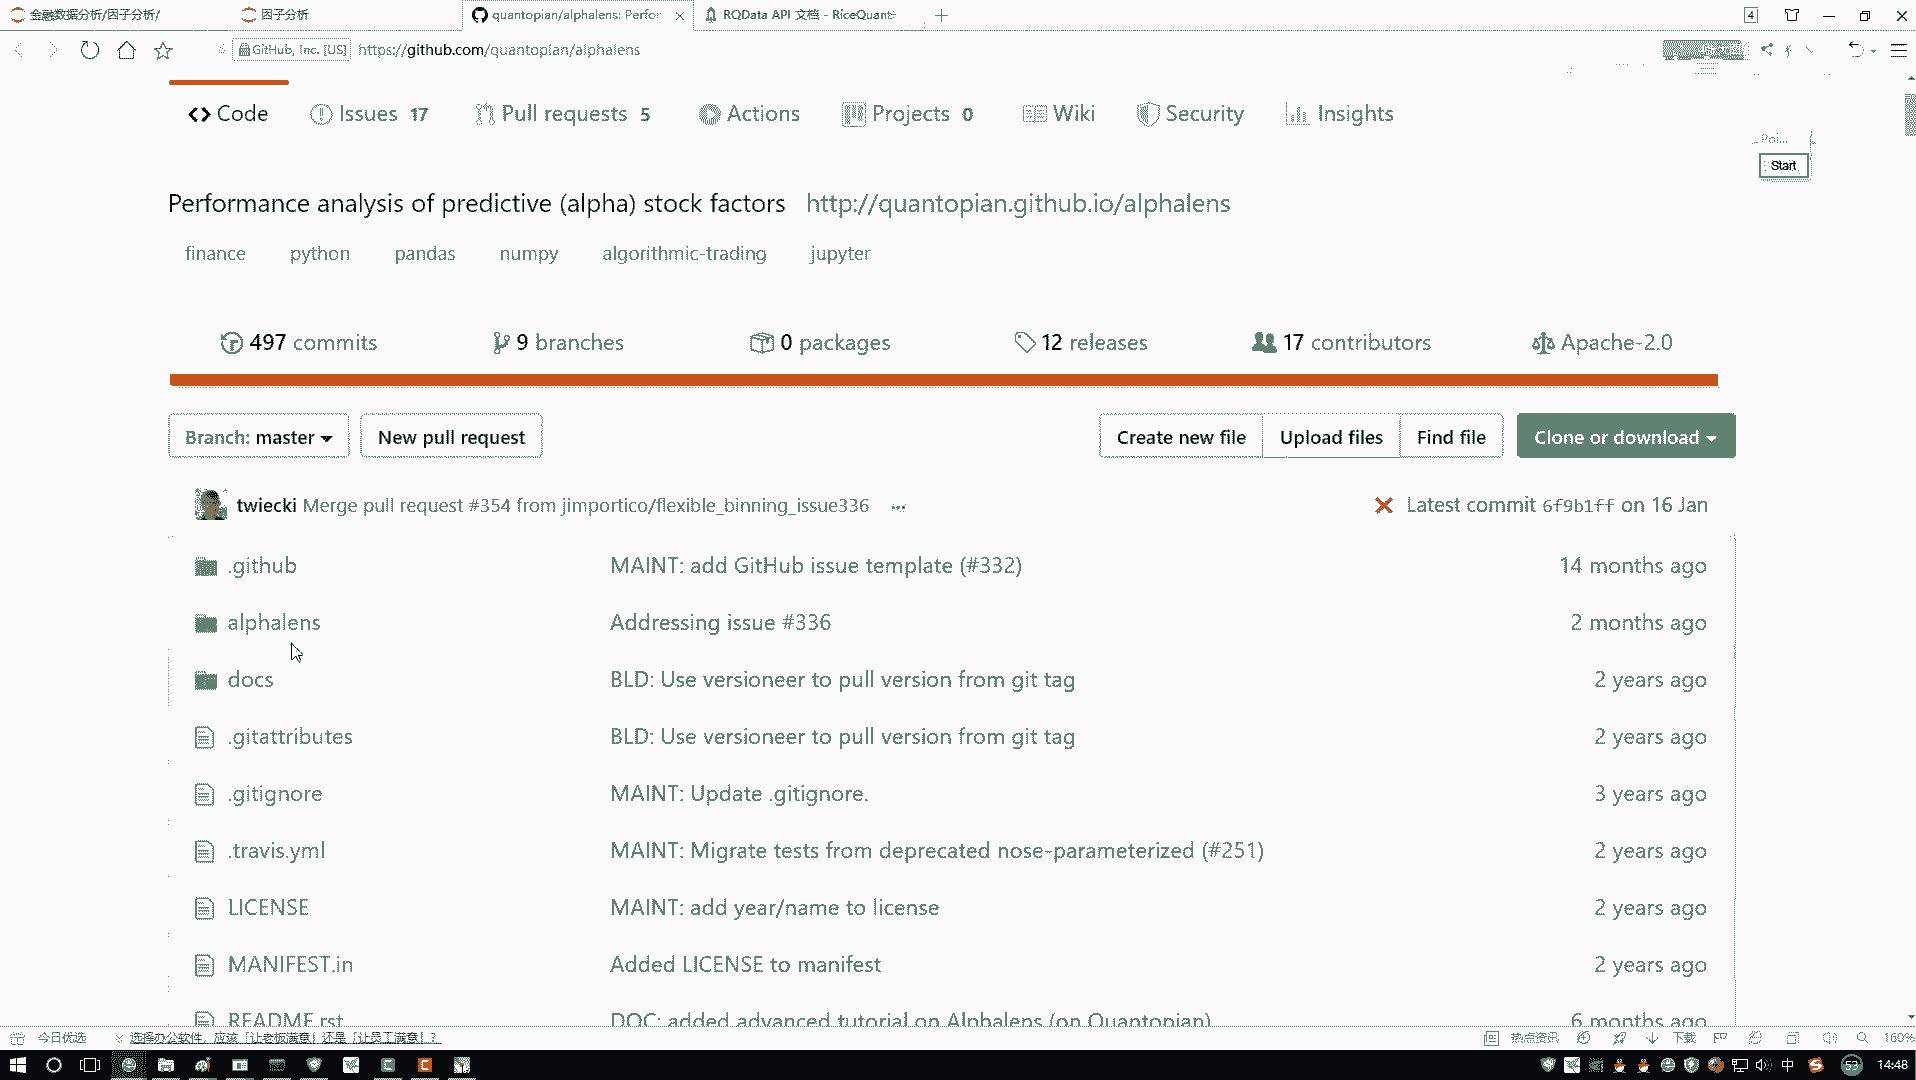 金融数据分析/因子分析/
因子分析
quantopian/alphalens: Perfor
RQData API 文档 - RiceQuant
4
GitHub, Inc. [US]
https://github.com/quantopian/alphalens
Code
Issues 17
Pull requests 5
Actions
Projects 0
Wiki
Security
Insights
Poi...
Start
Performance analysis of predictive (alpha) stock factors http://quantopian.github.io/alphalens
finance python pandas numpy algorithmic-trading jupyter
497 commits
9 branches
0 packages
12 releases
17 contributors
Apache-2.0
Branch: master
New pull request
Create new file
Upload files
Find file
Clone or download
twiecki Merge pull request #354 from jimportico/flexible_binning_issue336 ...
Latest commit 6f9b1ff on 16 Jan
.github MAINT: add GitHub issue template (#332) 14 months ago
alphalens Addressing issue #336 2 months ago
docs BLD: Use versioneer to pull version from git tag 2 years ago
.gitattributes BLD: Use versioneer to pull version from git tag 2 years ago
.gitignore MAINT: Update .gitignore. 3 years ago
.travis.yml MAINT: Migrate tests from deprecated nose-parameterized (#251) 2 years ago
LICENSE MAINT: add year/name to license 2 years ago
MANIFEST.in Added LICENSE to manifest 2 years ago
README.rst DOC: added advanced tutorial on Alphalens (on Quantopian) 6 months ago
今日优选
选择办公软件，应该「让老板满意」还是「让员工满意」？
热点资讯
下载
160%
中
53
14:48